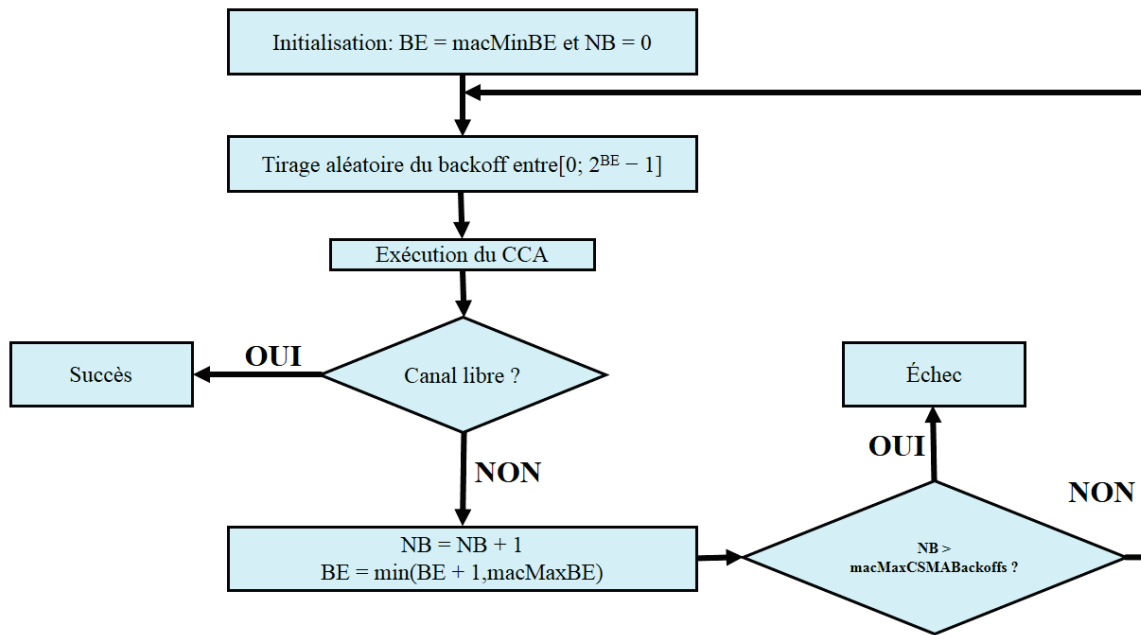 Initialisation: BE = macMinBE et NB = 0
Tirage aléatoire du backoff entre[0; 2^BE − 1]
Exécution du CCA
OUI
Succès
Canal libre ?
Échec
NON
OUI
NON
NB = NB + 1
BE = min(BE + 1,macMaxBE)
NB >
macMaxCSMABackoffs ?